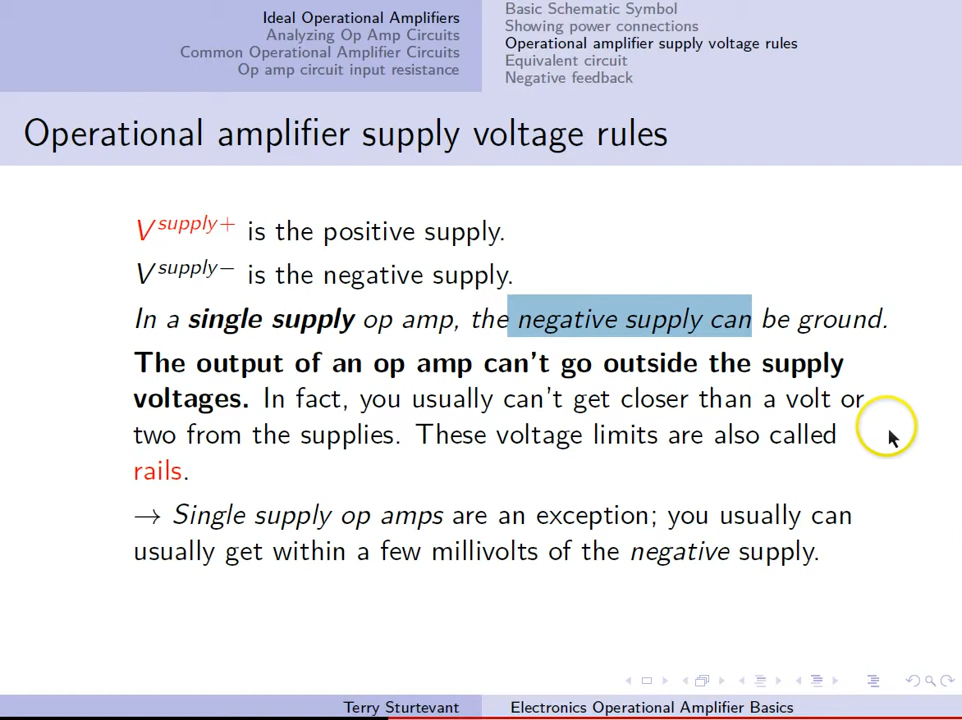 Ideal Operational Amplifiers
Analyzing Op Amp Circuits
Common Operational Amplifier Circuits
Op amp circuit input resistance
Basic Schematic Symbol
Showing power connections
Operational amplifier supply voltage rules
Equivalent circuit
Negative feedback
Operational amplifier supply voltage rules
V^supply+ is the positive supply.
V^supply− is the negative supply.
In a single supply op amp, the negative supply can be ground.
The output of an op amp can't go outside the supply
voltages. In fact, you usually can't get closer than a volt or
two from the supplies. These voltage limits are also called
rails.
→ Single supply op amps are an exception; you usually can
usually get within a few millivolts of the negative supply.
Terry Sturtevant
Electronics Operational Amplifier Basics